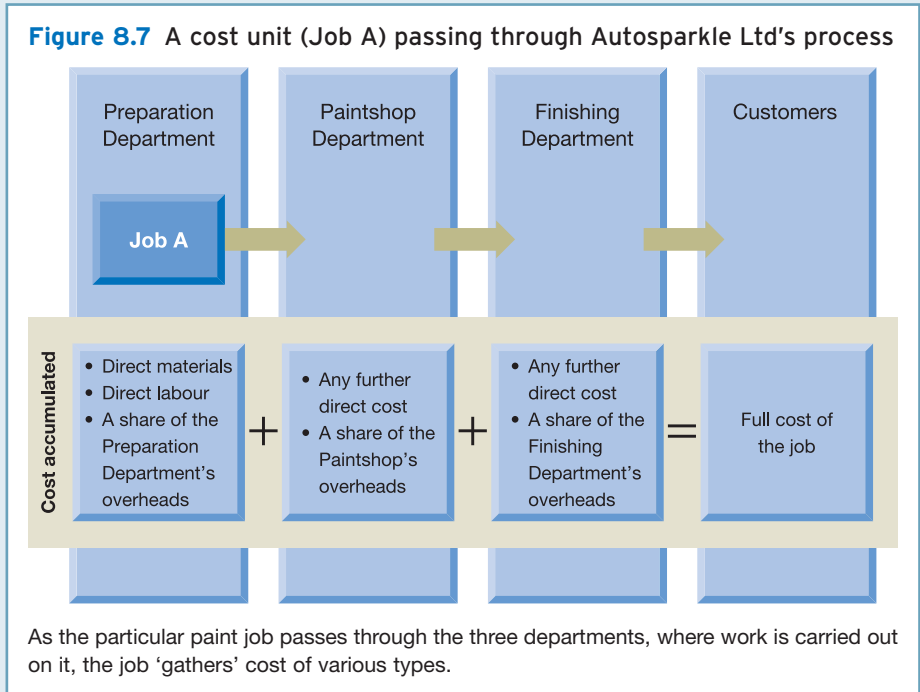 Figure 8.7 A cost unit (Job A) passing through Autosparkle Ltd's process
Preparation
Department
Paintshop
Department
Finishing
Department
Customers
Job A
Cost accumulated
• Direct materials
• Direct labour
• A share of the
Preparation
Department's
overheads
+
• Any further
direct cost
• A share of the
Paintshop's
overheads
+
• Any further
direct cost
• A share of the
Finishing
Department's
overheads
=
Full cost of
the job
As the particular paint job passes through the three departments, where work is carried out
on it, the job ‘gathers’ cost of various types.